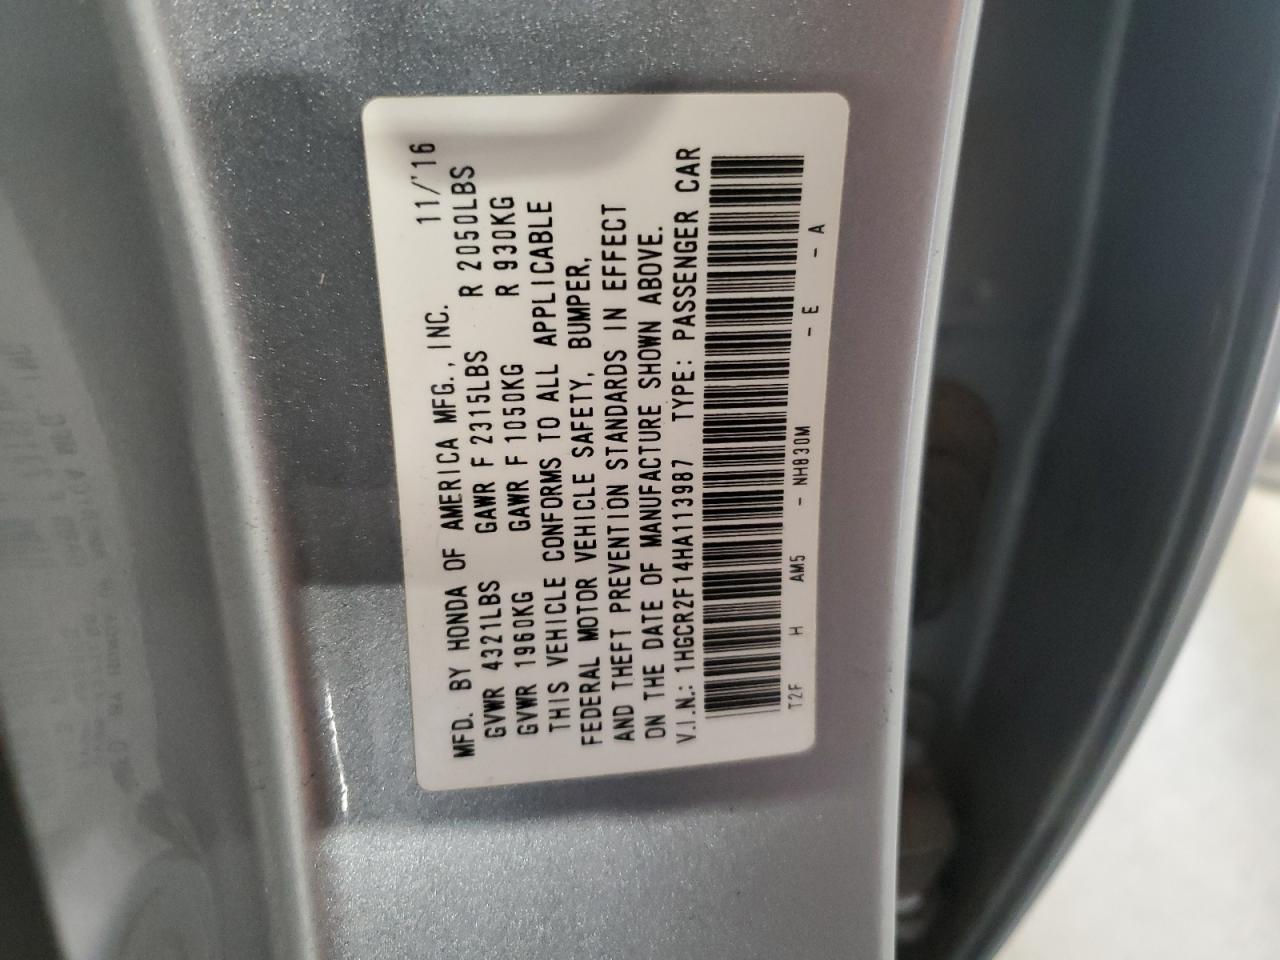 MFD. BY HONDA OF AMERICA MFG., INC. 11/'16
GVWR 4321LBS GAWR F 2315LBS R 2050LBS
GVWR 1960KG GAWR F 1050KG R 930KG
THIS VEHICLE CONFORMS TO ALL APPLICABLE
FEDERAL MOTOR VEHICLE SAFETY, BUMPER,
AND THEFT PREVENTION STANDARDS IN EFFECT
ON THE DATE OF MANUFACTURE SHOWN ABOVE.
V.I.N.: 1HGCR2F14HA113987 TYPE: PASSENGER CAR
T2F H AM5 - NH830M - E - A